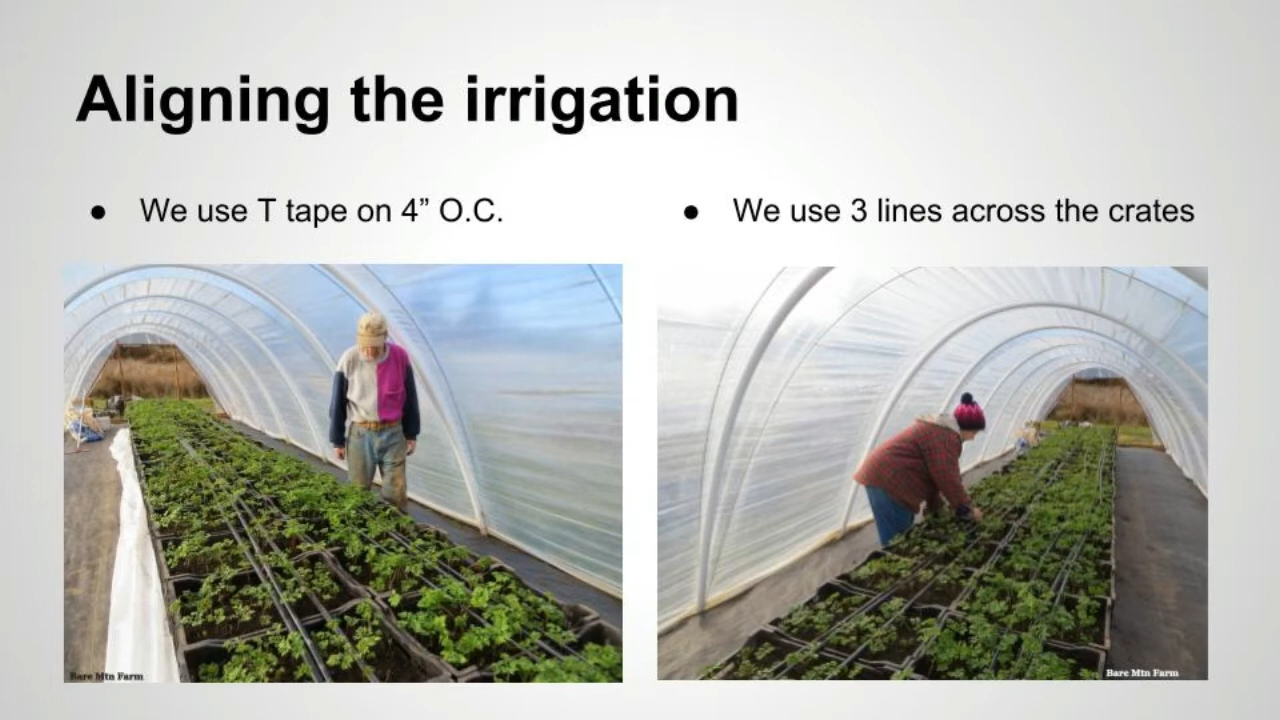 Aligning the irrigation
● We use T tape on 4” O.C.
● We use 3 lines across the crates
Bare Mtn Farm
Bare Mtn Farm